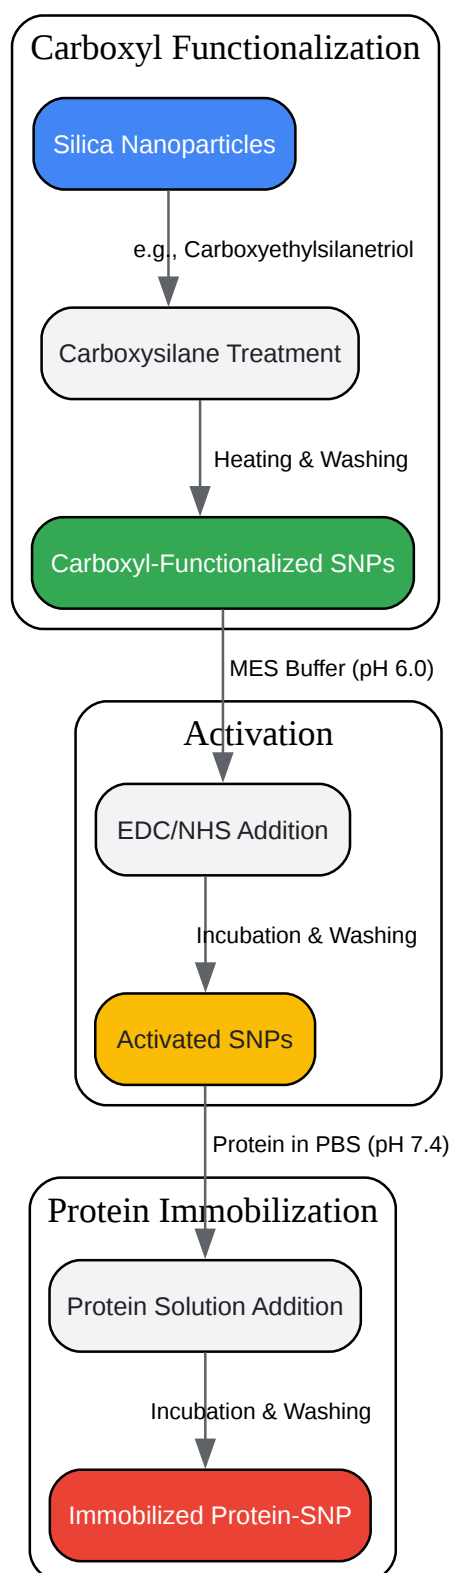 Carboxyl Functionalization
Silica Nanoparticles
e.g., Carboxyethylsilanetriol
Carboxysilane Treatment
Heating & Washing
Carboxyl-Functionalized SNPs
MES Buffer (pH 6.0)
Activation
EDC/NHS Addition
Incubation & Washing
Activated SNPs
Protein in PBS (pH 7.4)
Protein Immobilization
Protein Solution Addition
Incubation & Washing
Immobilized Protein-SNP